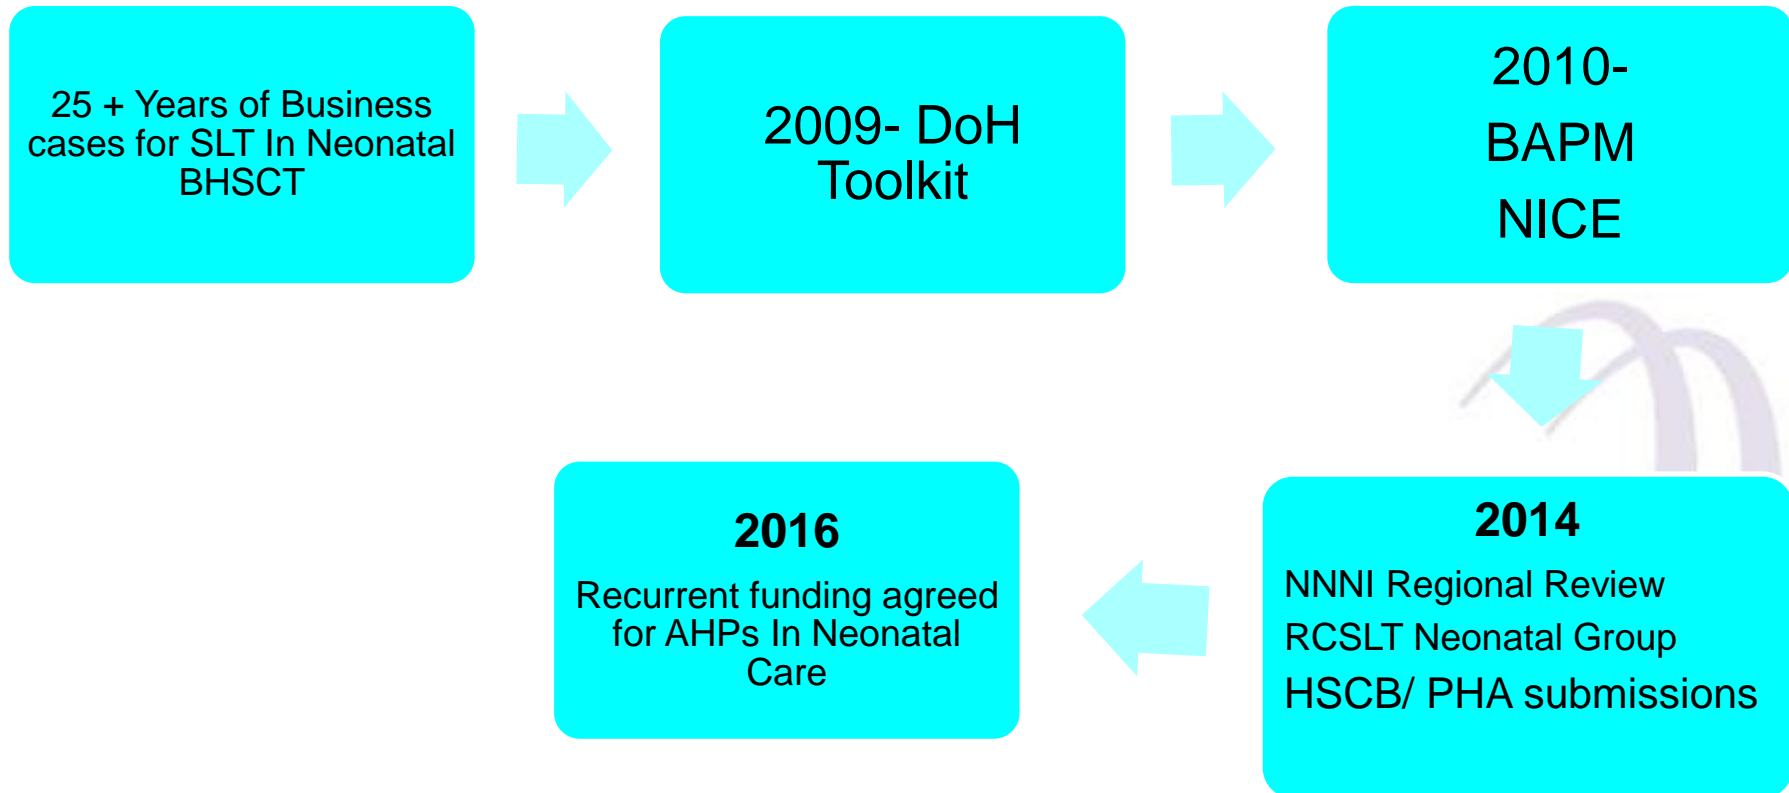 25 + Years of Business
cases for SLT In Neonatal
BHSCT
2009- DoH
Toolkit
2010-
BAPM
NICE
2014
NNNI Regional Review
RCSLT Neonatal Group
HSCB/ PHA submissions
2016
Recurrent funding agreed
for AHPs In Neonatal
Care